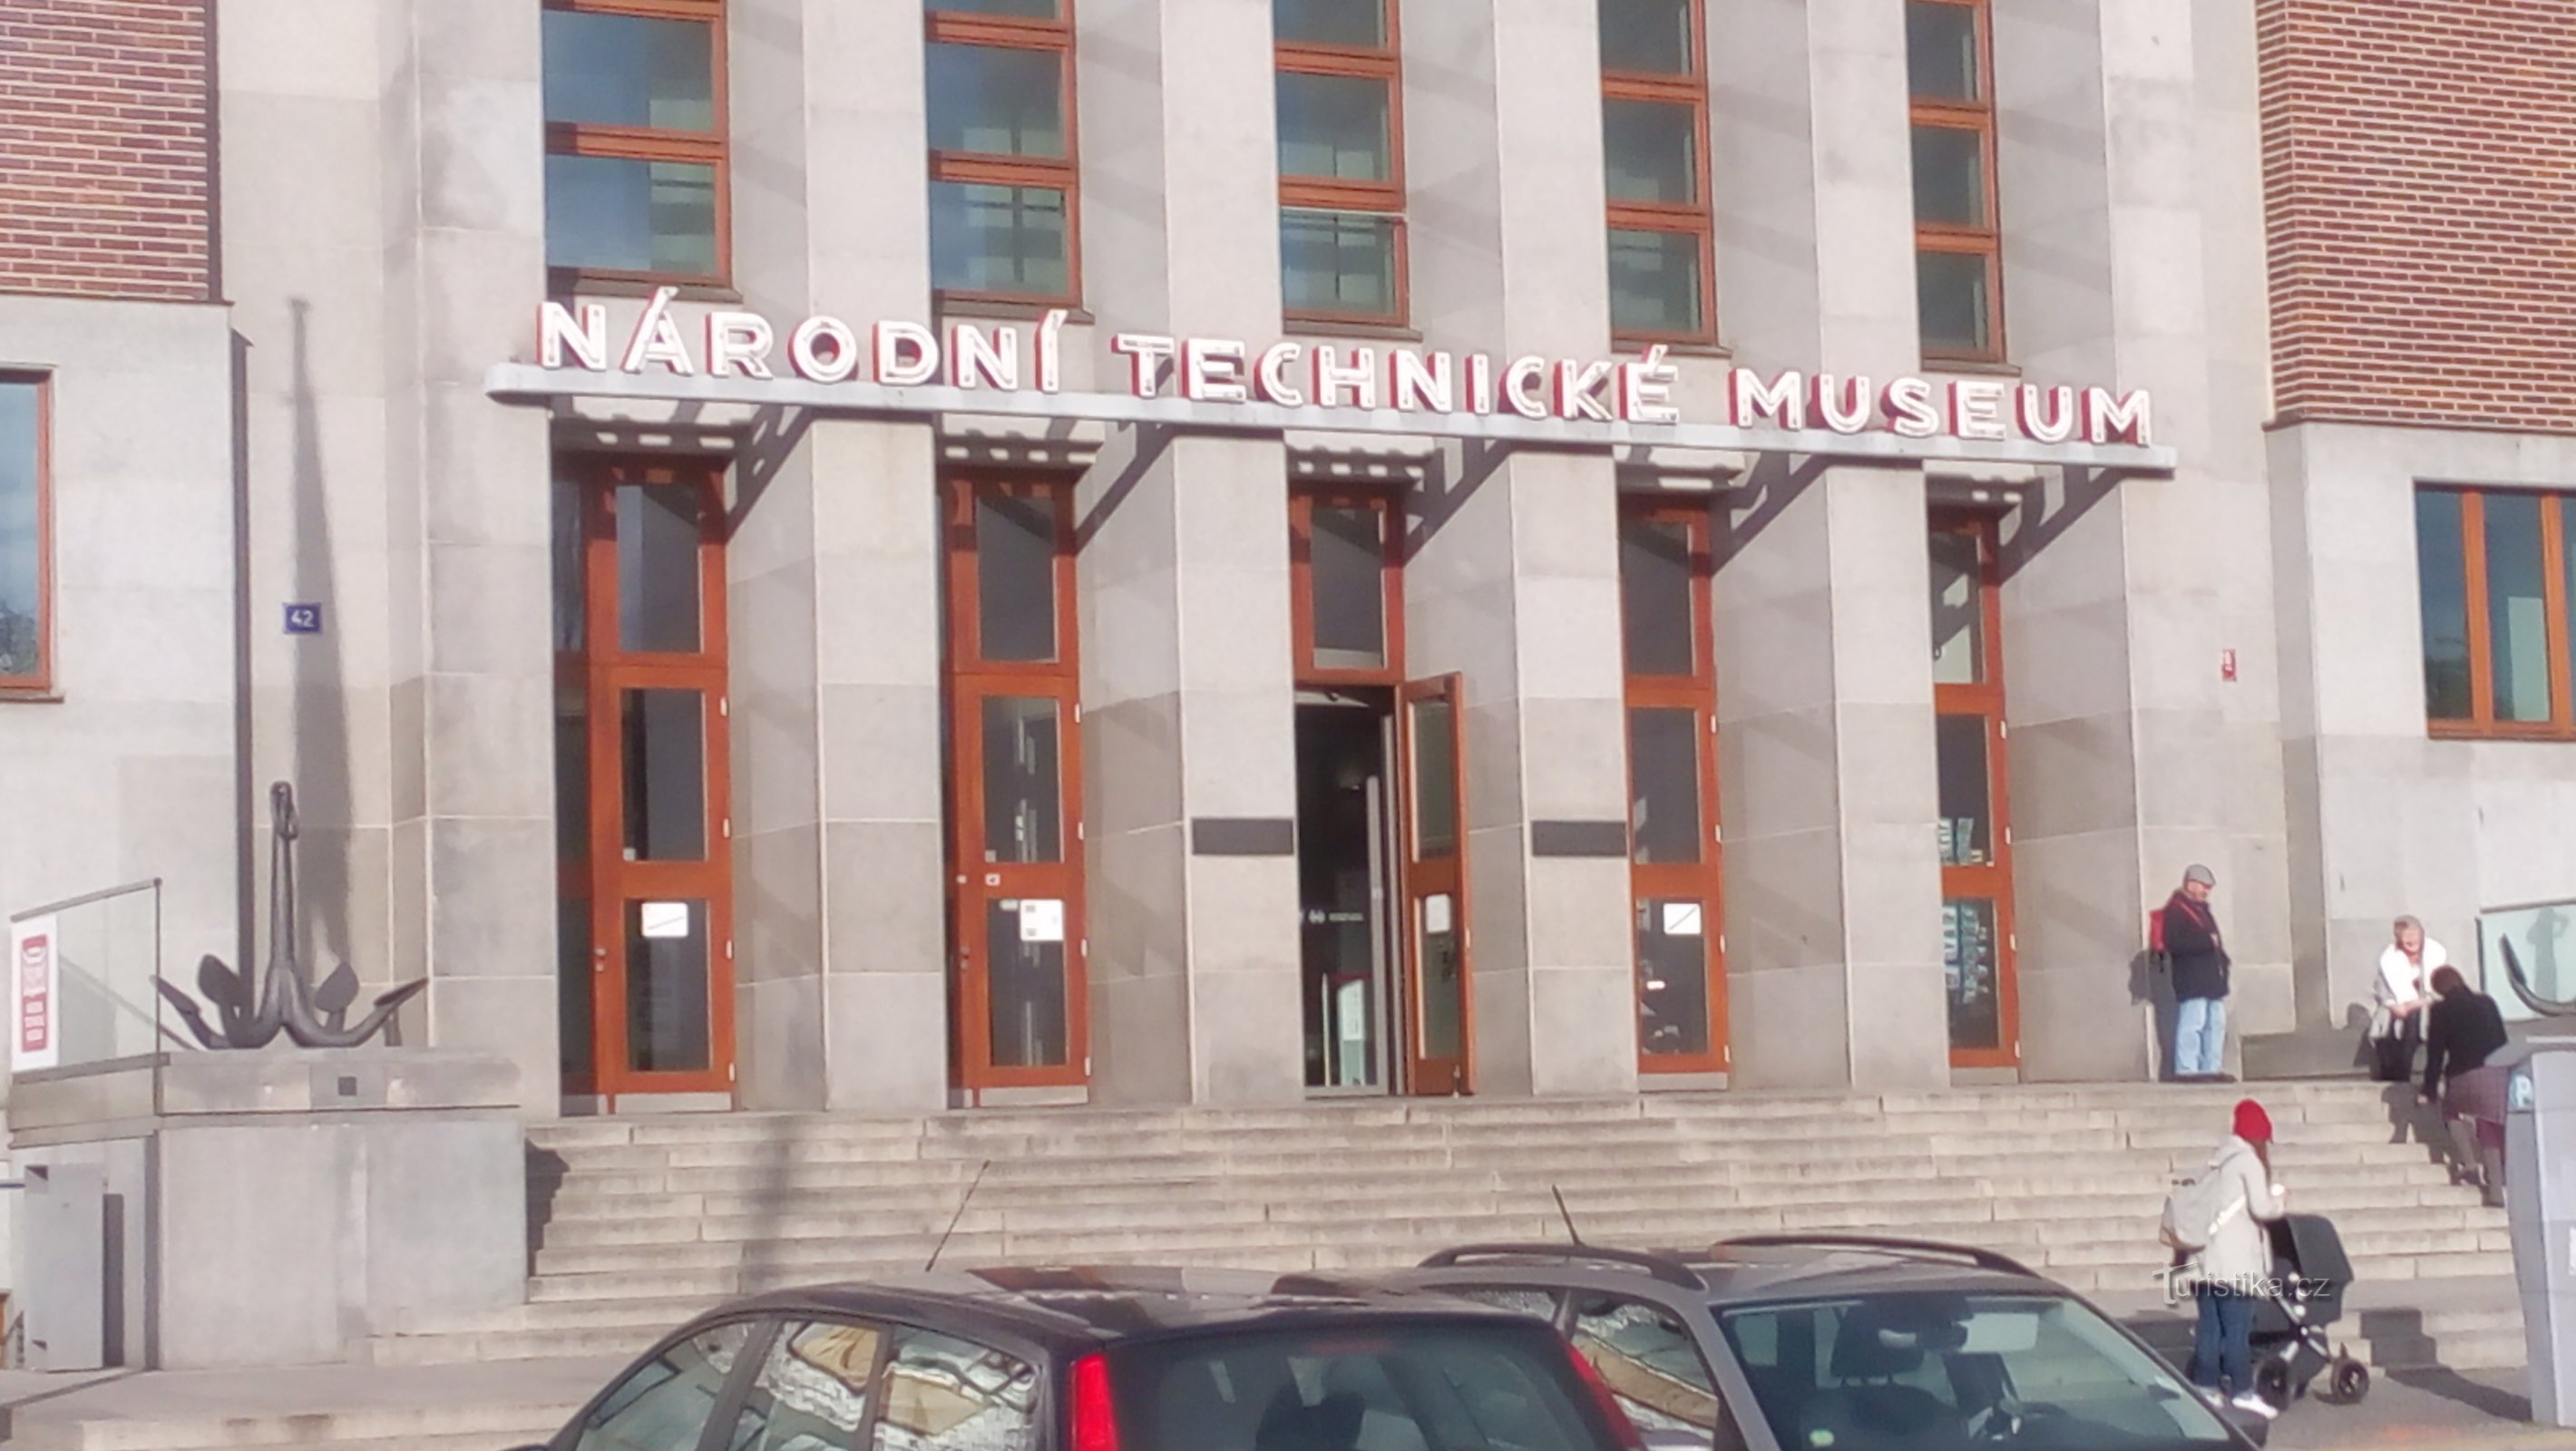 NÁRODNÍ TECHNICKÉ MUSEUM
42
P
Turistika.cz